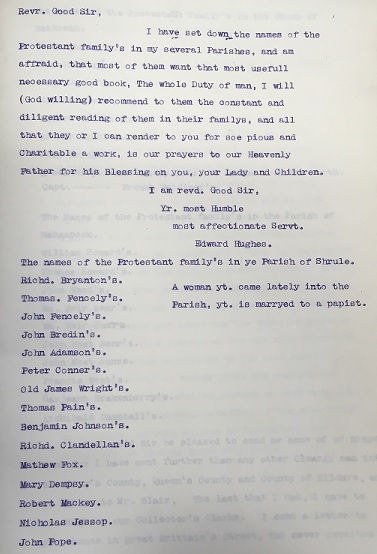 Revr. Good Sir,
I have set down the names of the
Protestant family's in my several Parishes, and am
affraid, that most of them want that most usefull
necessary good book, The whole Duty of man, I will
(God willing) recommend to them the constant and
diligent reading of them in their familys, and all
that they or I can render to you for soe pious and
Charitable a work, is our prayers to our Heavenly
Father for his Blessing on you, your Lady and Children.
I am revd. Good Sir,
Yr. most Humble
most affectionate Servt.
Edward Hughes.
The names of the Protestant family's in ye Parish of Shrule.
Richd. Bryanton's.
Thomas. Fencely's.
John Fencely's.
John Bredin's.
John Adamson's.
Peter Conner's.
Old James Wright's.
Thomas Pain's.
Benjamin Johnson's.
Richd. Clandellan's.
Mathew Fox.
Mary Dempsy.
Robert Mackey.
Nicholas Jessop.
John Pope.
A woman yt. came lately into the
Parish, yt. is marryed to a papist.